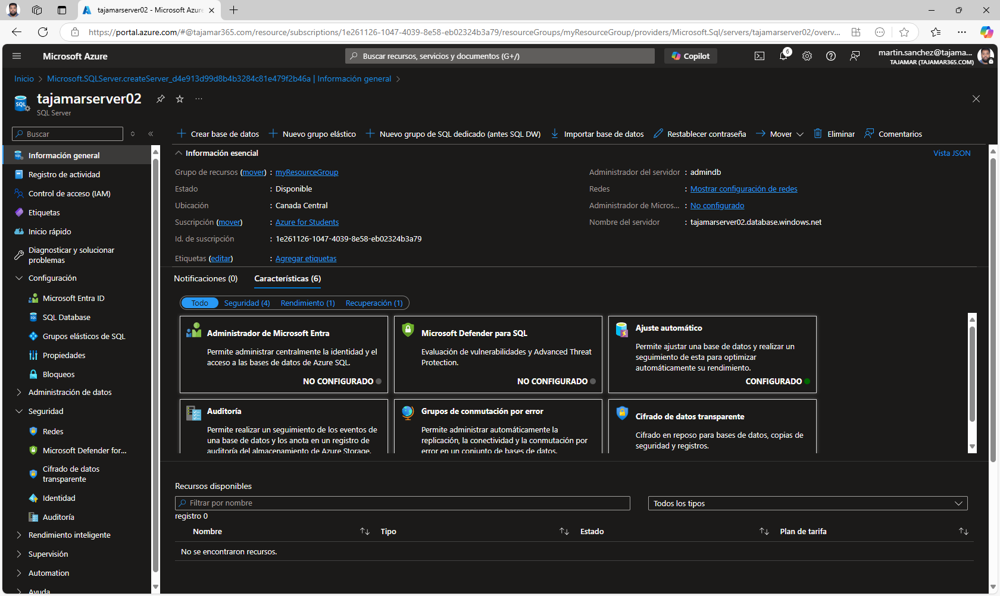 tajamarserver02 - Microsoft Azure
https://portal.azure.com/#@tajamar365.com/resource/subscriptions/1e261126-1047-4039-8e58-eb02324b3a79/resourceGroups/myResourceGroup/providers/Microsoft.Sql/servers/tajamarserver02/overv...
Microsoft Azure
Buscar recursos, servicios y documentos (G+/)
Copilot
6
martin.sanchez@tajama...
TAJAMAR (TAJAMAR365.COM)
Inicio > Microsoft.SQLServer.createServer_d4e913d99d8b4b3284c81e479f2b46a | Información general >
SQL
tajamarserver02
...
SQL Server
Buscar
Crear base de datos
Nuevo grupo elástico
Nuevo grupo de SQL dedicado (antes SQL DW)
Importar base de datos
Restablecer contraseña
Mover
Eliminar
Comentarios
Información general
Registro de actividad
Control de acceso (IAM)
Etiquetas
Inicio rápido
Diagnosticar y solucionar
problemas
Configuración
Microsoft Entra ID
SQL Database
Grupos elásticos de SQL
Propiedades
Bloqueos
Administración de datos
Seguridad
Redes
Microsoft Defender for...
Cifrado de datos
transparente
Identidad
Auditoría
Rendimiento inteligente
Supervisión
Automation
Ayuda
Información esencial
Vista JSON
Grupo de recursos (mover) : myResourceGroup
Estado : Disponible
Ubicación : Canada Central
Suscripción (mover) : Azure for Students
Id. de suscripción : 1e261126-1047-4039-8e58-eb02324b3a79
Etiquetas (editar) : Agregar etiquetas
Administrador del servidor : admindb
Redes : Mostrar configuración de redes
Administrador de Micros... : No configurado
Nombre del servidor : tajamarserver02.database.windows.net
Notificaciones (0)
Características (6)
Todo
Seguridad (4)
Rendimiento (1)
Recuperación (1)
Administrador de Microsoft Entra
Permite administrar centralmente la identidad y el
acceso a las bases de datos de Azure SQL.
NO CONFIGURADO
Microsoft Defender para SQL
Evaluación de vulnerabilidades y Advanced Threat
Protection.
NO CONFIGURADO
Ajuste automático
Permite ajustar una base de datos y realizar un
seguimiento de esta para optimizar
automáticamente su rendimiento.
CONFIGURADO
Auditoría
Permite realizar un seguimiento de los eventos de
una base de datos y los anota en un registro de
auditoría del almacenamiento de Azure Storage.
Grupos de conmutación por error
Permite administrar automáticamente la
replicación, la conectividad y la conmutación por
error en un conjunto de bases de datos.
Cifrado de datos transparente
Cifrado en reposo para bases de datos, copias de
seguridad y registros.
Recursos disponibles
Filtrar por nombre
Todos los tipos
registro 0
Nombre
Tipo
Estado
Plan de tarifa
No se encontraron recursos.